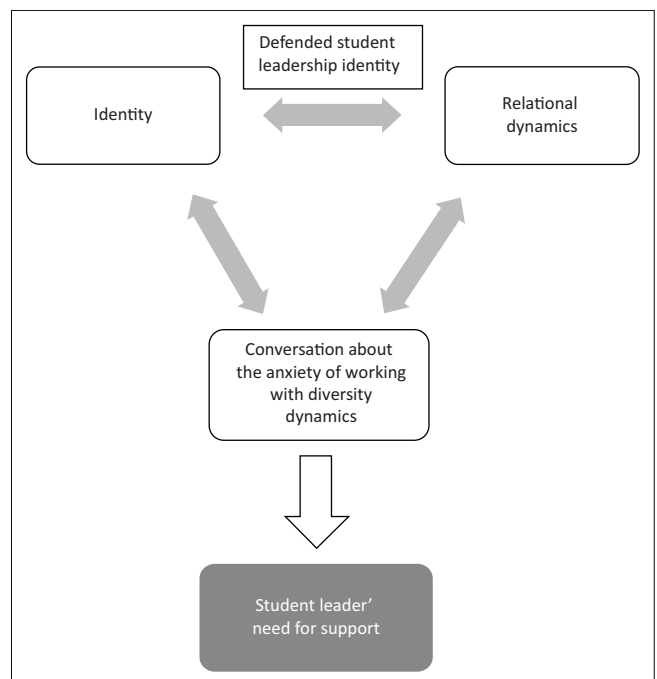 Defended student
leadership identity
Identity
Relational
dynamics
Conversation about
the anxiety of working
with diversity
dynamics
Student leader’
need for support